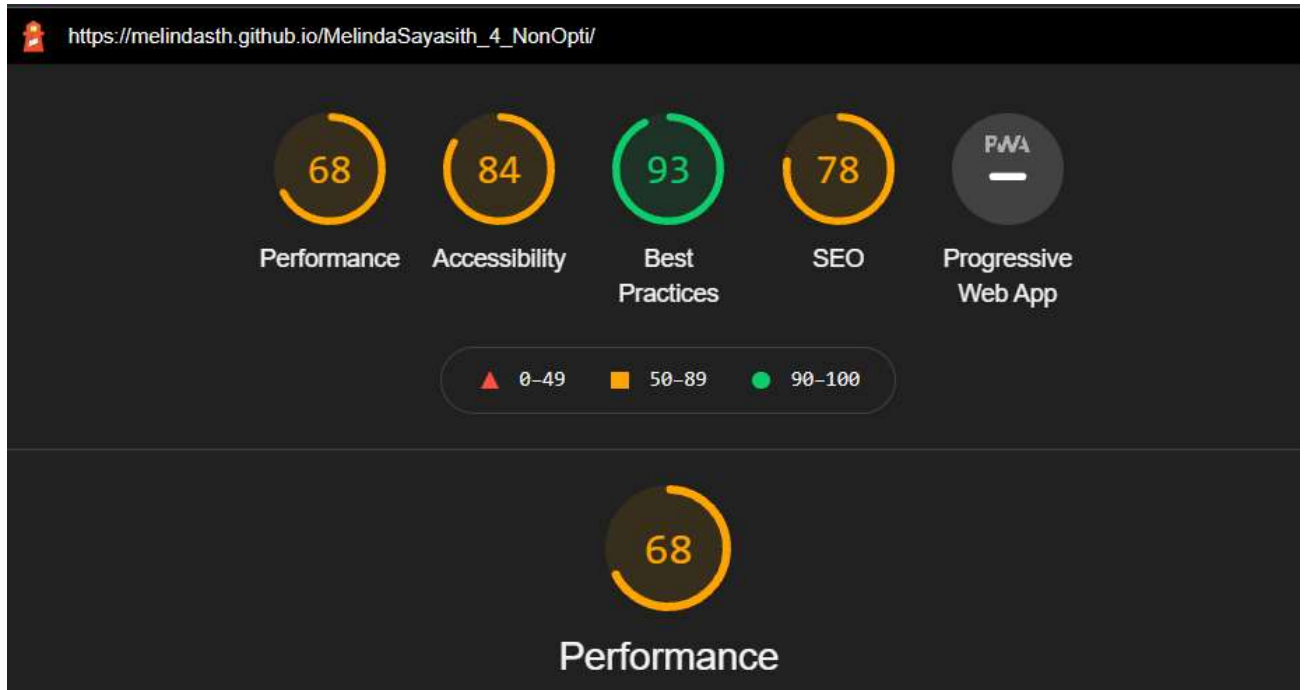 https://melindasth.github.io/MelindaSayasith_4_NonOpti/
68 84 93 78 PWA
Performance Accessibility Best Practices SEO Progressive Web App
0–49 50–89 90–100
68
Performance